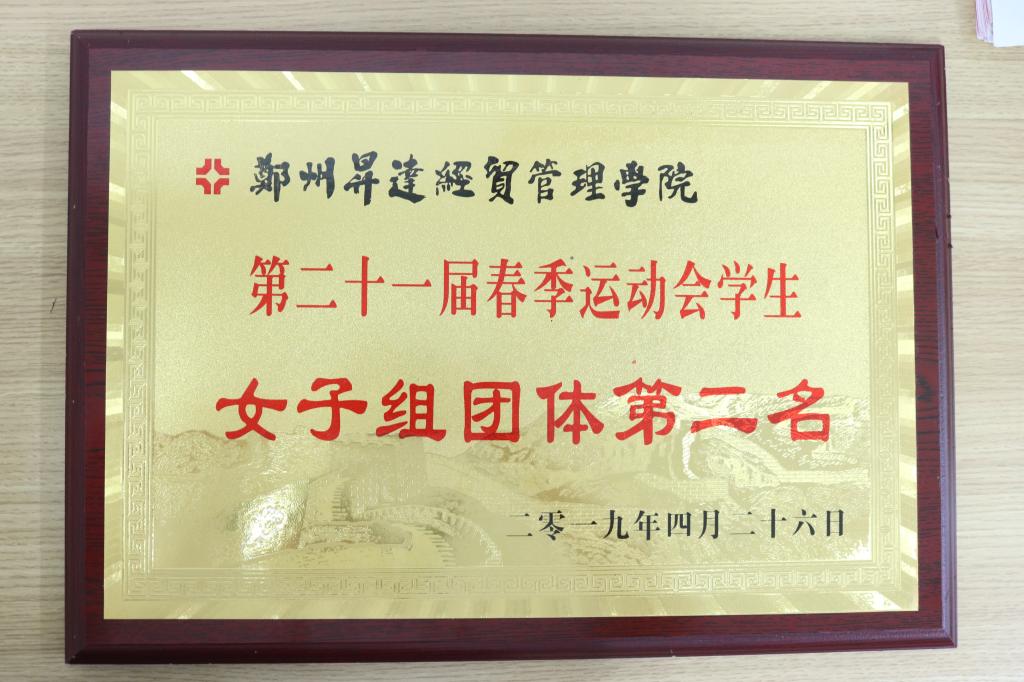 鄭州昇達經貿管理學院
第二十一届春季运动会学生
女子组团体第二名
二零一九年四月二十六日